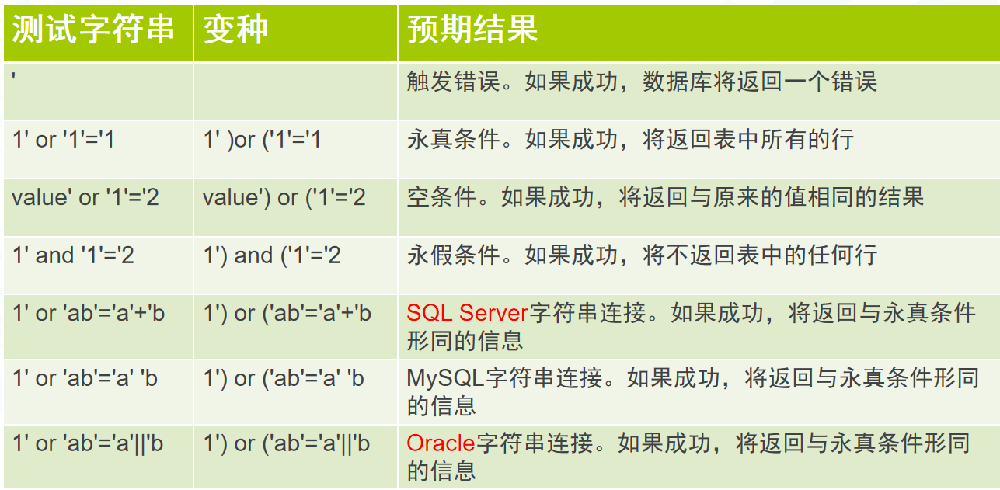 测试字符串 变种 预期结果
' 触发错误。如果成功，数据库将返回一个错误
1' or '1'='1 1' )or ('1'='1 永真条件。如果成功，将返回表中所有的行
value' or '1'='2 value') or ('1'='2 空条件。如果成功，将返回与原来的值相同的结果
1' and '1'='2 1') and ('1'='2 永假条件。如果成功，将不返回表中的任何行
1' or 'ab'='a'+'b 1') or ('ab'='a'+'b SQL Server字符串连接。如果成功，将返回与永真条件
形同的信息
1' or 'ab'='a' 'b 1') or ('ab'='a' 'b MySQL字符串连接。如果成功，将返回与永真条件形同
的信息
1' or 'ab'='a'||'b 1') or ('ab'='a'||'b Oracle字符串连接。如果成功，将返回与永真条件形同
的信息